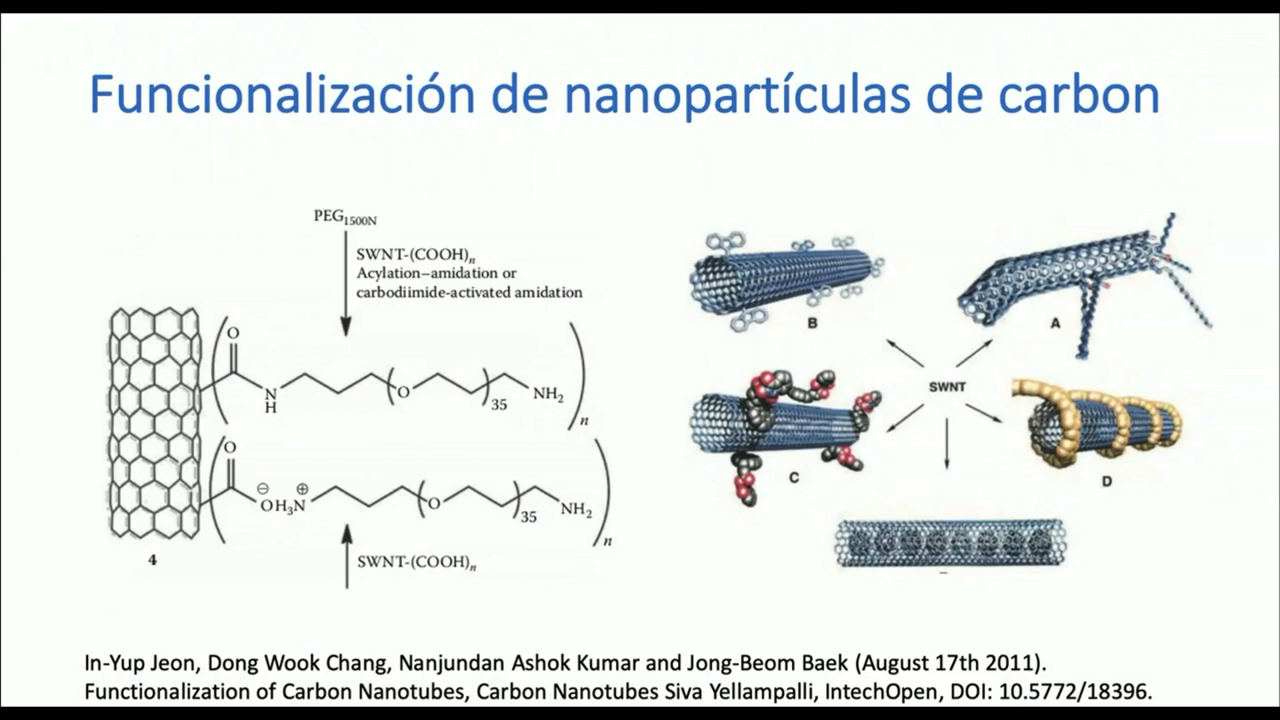 Funcionalización de nanopartículas de carbon
PEG1500N
SWNT-(COOH)n
Acylation–amidation or
carbodiimide-activated amidation
O
N
H
O
35
NH2
n
O
⊖ ⊕
OH3N
O
35
NH2
n
4
SWNT-(COOH)n
B
A
SWNT
C
D
In-Yup Jeon, Dong Wook Chang, Nanjundan Ashok Kumar and Jong-Beom Baek (August 17th 2011).
Functionalization of Carbon Nanotubes, Carbon Nanotubes Siva Yellampalli, IntechOpen, DOI: 10.5772/18396.